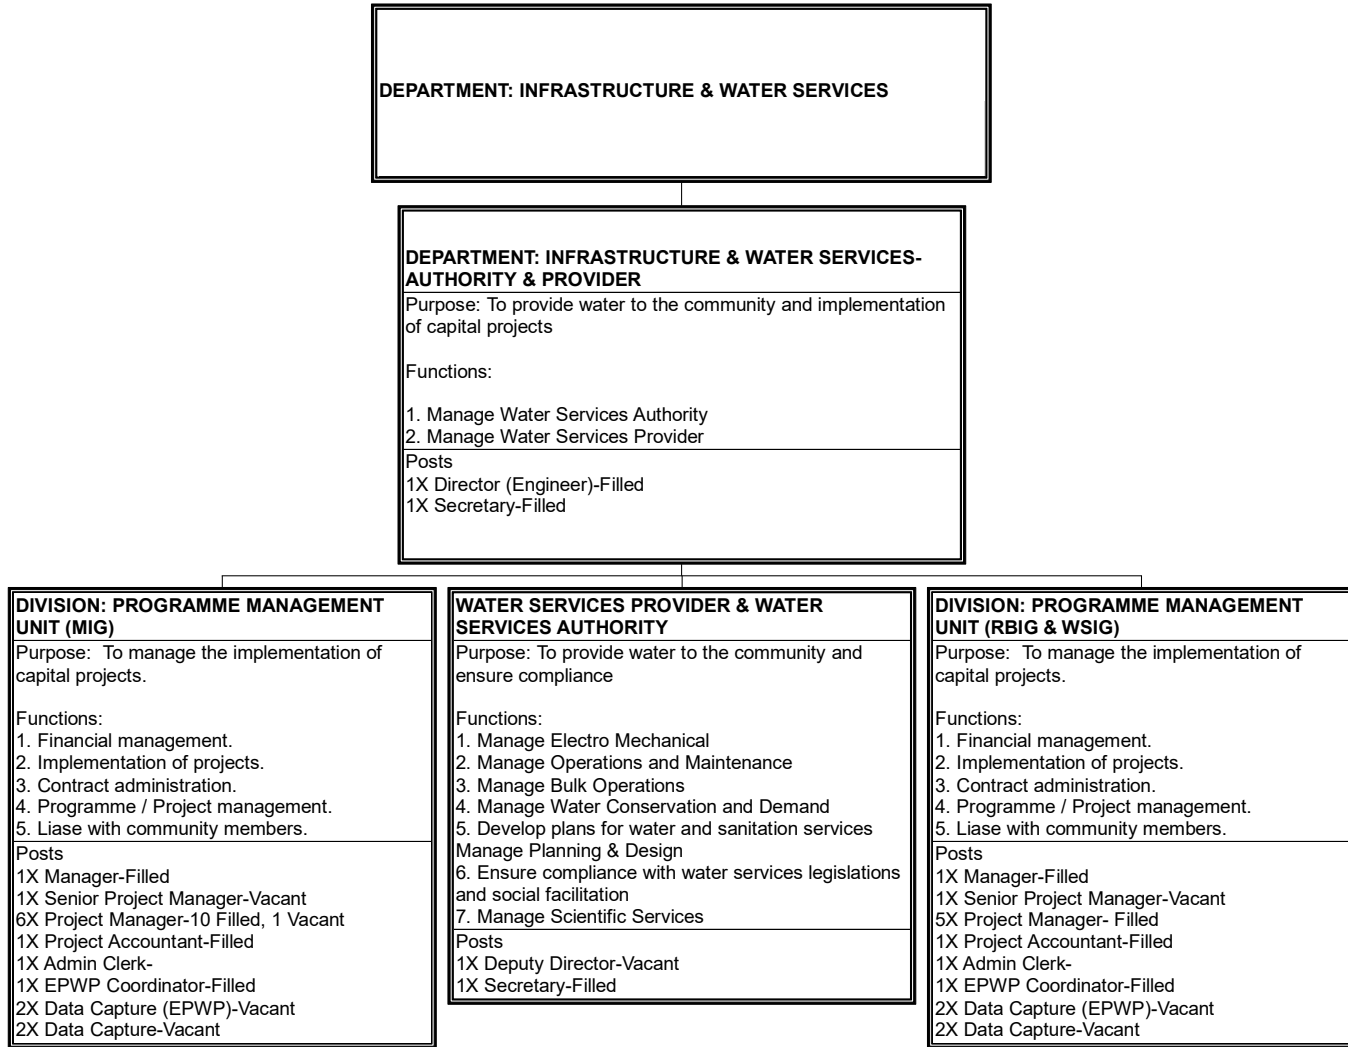 DEPARTMENT: INFRASTRUCTURE & WATER SERVICES
DEPARTMENT: INFRASTRUCTURE & WATER SERVICES-
AUTHORITY & PROVIDER
Purpose: To provide water to the community and implementation
of capital projects
Functions:
1. Manage Water Services Authority
2. Manage Water Services Provider
Posts
1X Director (Engineer)-Filled
1X Secretary-Filled
DIVISION: PROGRAMME MANAGEMENT
UNIT (MIG)
Purpose:  To manage the implementation of
capital projects.
Functions:
1. Financial management.
2. Implementation of projects.
3. Contract administration.
4. Programme / Project management.
5. Liase with community members.
Posts
1X Manager-Filled
1X Senior Project Manager-Vacant
6X Project Manager-10 Filled, 1 Vacant
1X Project Accountant-Filled
1X Admin Clerk-
1X EPWP Coordinator-Filled
2X Data Capture (EPWP)-Vacant
2X Data Capture-Vacant
WATER SERVICES PROVIDER & WATER
SERVICES AUTHORITY
Purpose: To provide water to the community and
ensure compliance
Functions:
1. Manage Electro Mechanical
2. Manage Operations and Maintenance
3. Manage Bulk Operations
4. Manage Water Conservation and Demand
5. Develop plans for water and sanitation services
Manage Planning & Design
6. Ensure compliance with water services legislations
and social facilitation
7. Manage Scientific Services
Posts
1X Deputy Director-Vacant
1X Secretary-Filled
DIVISION: PROGRAMME MANAGEMENT
UNIT (RBIG & WSIG)
Purpose:  To manage the implementation of
capital projects.
Functions:
1. Financial management.
2. Implementation of projects.
3. Contract administration.
4. Programme / Project management.
5. Liase with community members.
Posts
1X Manager-Filled
1X Senior Project Manager-Vacant
5X Project Manager- Filled
1X Project Accountant-Filled
1X Admin Clerk-
1X EPWP Coordinator-Filled
2X Data Capture (EPWP)-Vacant
2X Data Capture-Vacant